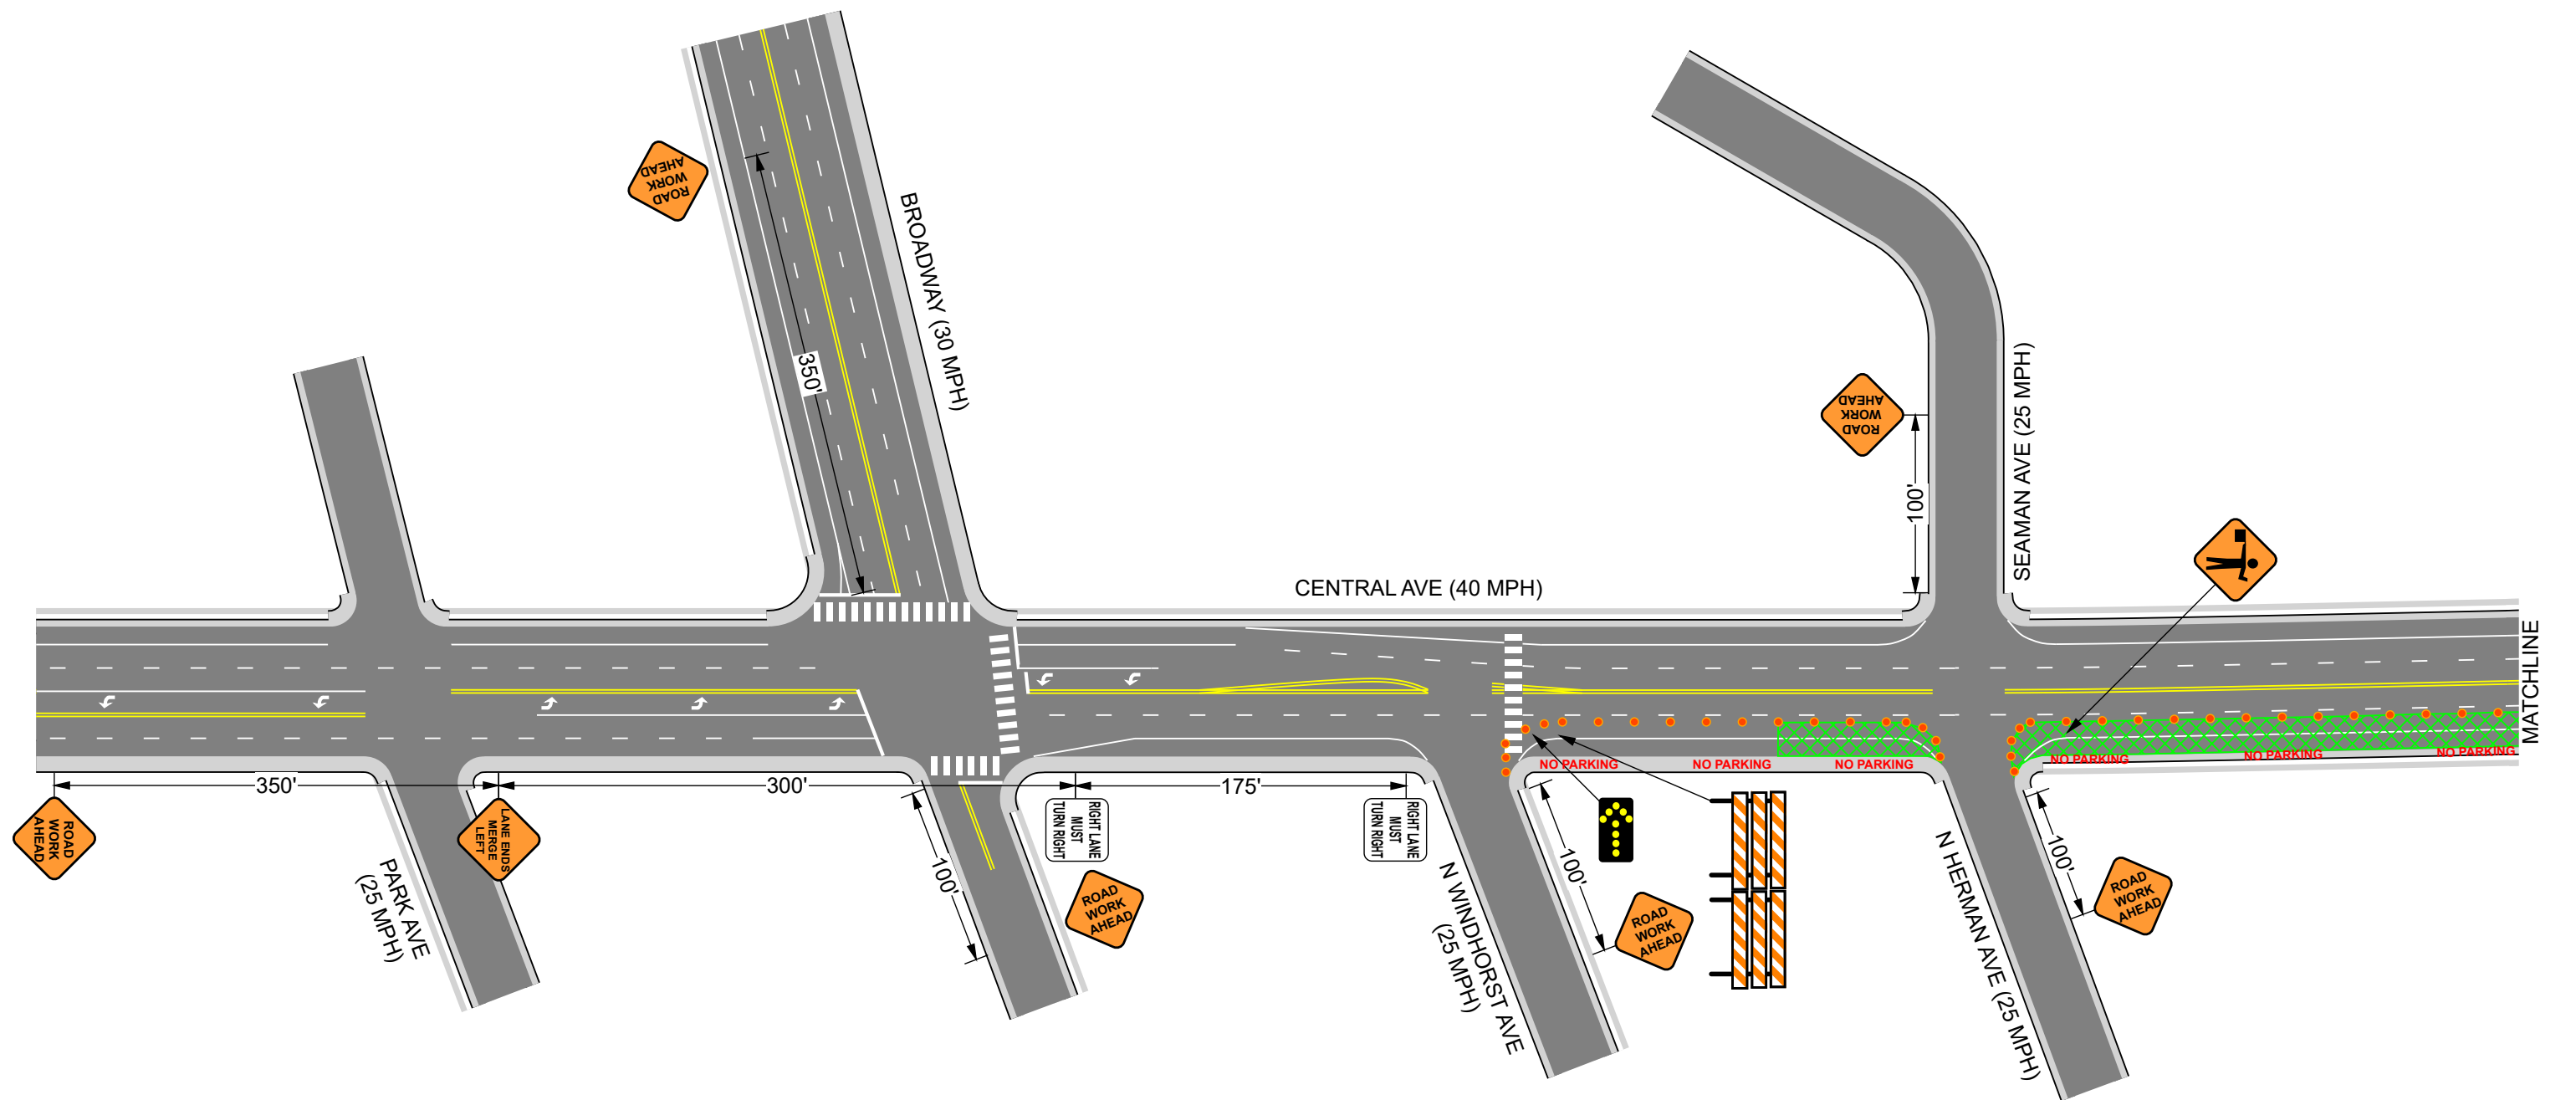 ROAD
WORK
AHEAD
350'
BROADWAY (30 MPH)
ROAD
WORK
AHEAD
100'
SEAMAN AVE (25 MPH)
CENTRAL AVE (40 MPH)
MATCHLINE
NO PARKING
NO PARKING
NO PARKING
NO PARKING
NO PARKING
NO PARKING
350'
300'
175'
ROAD
WORK
AHEAD
LANE ENDS
MERGE
LEFT
RIGHT LANE
MUST
TURN RIGHT
RIGHT LANE
MUST
TURN RIGHT
PARK AVE
(25 MPH)
100'
ROAD
WORK
AHEAD
N WINDHORST AVE
(25 MPH)
100'
ROAD
WORK
AHEAD
N HERMAN AVE (25 MPH)
100'
ROAD
WORK
AHEAD